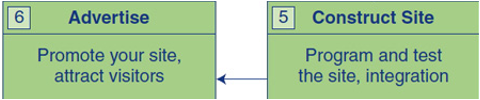 6 Advertise
Promote your site,
attract visitors
5 Construct Site
Program and test
the site, integration